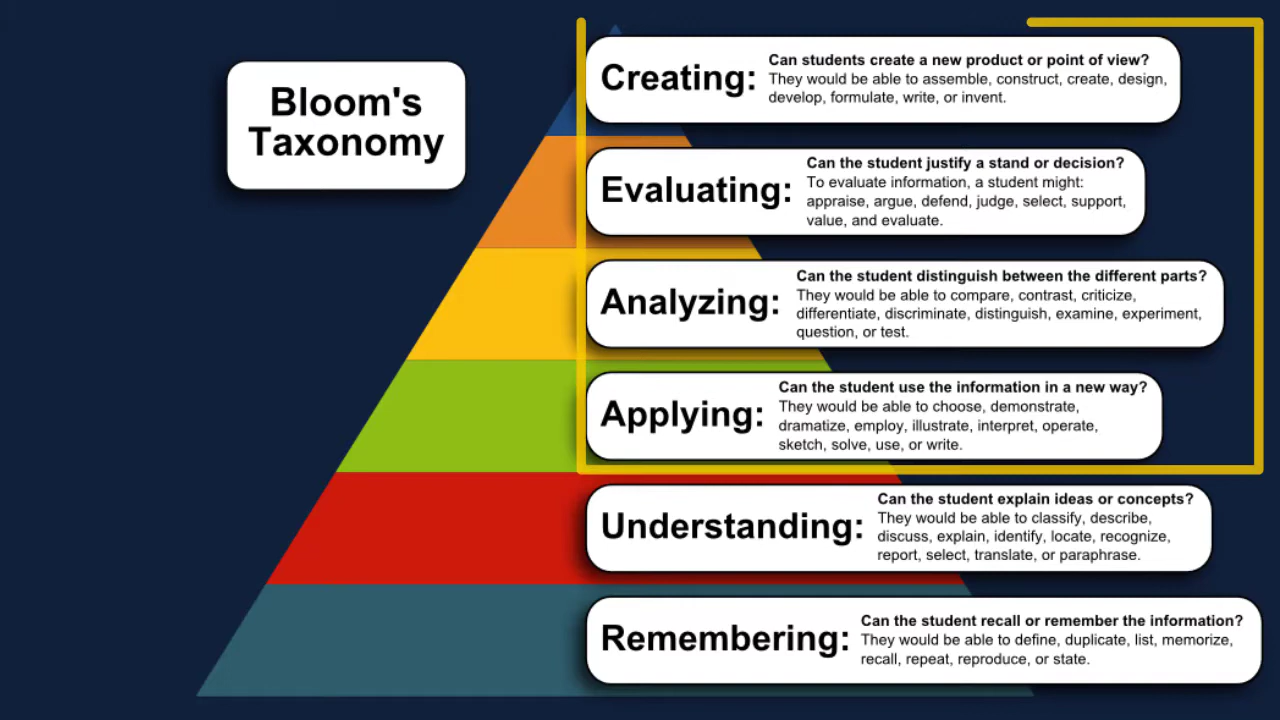 Bloom's
Taxonomy
Creating:
Can students create a new product or point of view?
They would be able to assemble, construct, create, design,
develop, formulate, write, or invent.
Evaluating:
Can the student justify a stand or decision?
To evaluate information, a student might:
appraise, argue, defend, judge, select, support,
value, and evaluate.
Analyzing:
Can the student distinguish between the different parts?
They would be able to compare, contrast, criticize,
differentiate, discriminate, distinguish, examine, experiment,
question, or test.
Applying:
Can the student use the information in a new way?
They would be able to choose, demonstrate,
dramatize, employ, illustrate, interpret, operate,
sketch, solve, use, or write.
Understanding:
Can the student explain ideas or concepts?
They would be able to classify, describe,
discuss, explain, identify, locate, recognize,
report, select, translate, or paraphrase.
Remembering:
Can the student recall or remember the information?
They would be able to define, duplicate, list, memorize,
recall, repeat, reproduce, or state.